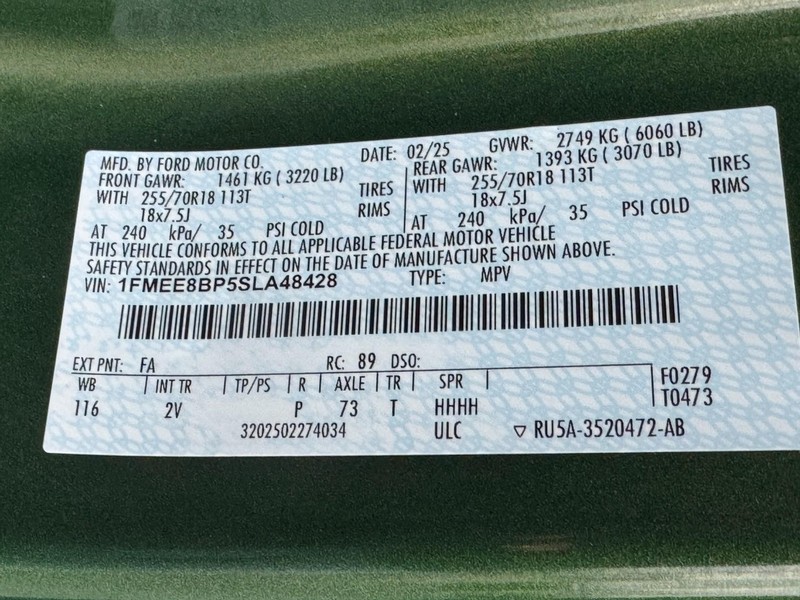 MFD. BY FORD MOTOR CO. DATE: 02/25 GVWR: 2749 KG ( 6060 LB)
FRONT GAWR: 1461 KG ( 3220 LB) REAR GAWR: 1393 KG ( 3070 LB)
WITH 255/70R18 113T TIRES WITH 255/70R18 113T TIRES
18x7.5J RIMS 18x7.5J RIMS
AT 240 kPa/ 35 PSI COLD AT 240 kPa/ 35 PSI COLD
THIS VEHICLE CONFORMS TO ALL APPLICABLE FEDERAL MOTOR VEHICLE
SAFETY STANDARDS IN EFFECT ON THE DATE OF MANUFACTURE SHOWN ABOVE.
VIN: 1FMEE8BP5SLA48428 TYPE: MPV
EXT PNT: FA RC: 89 DSO:
WB INT TR TP/PS R AXLE TR SPR F0279
116 2V P 73 T HHHH T0473
3202502274034 ULC ▽ RU5A-3520472-AB